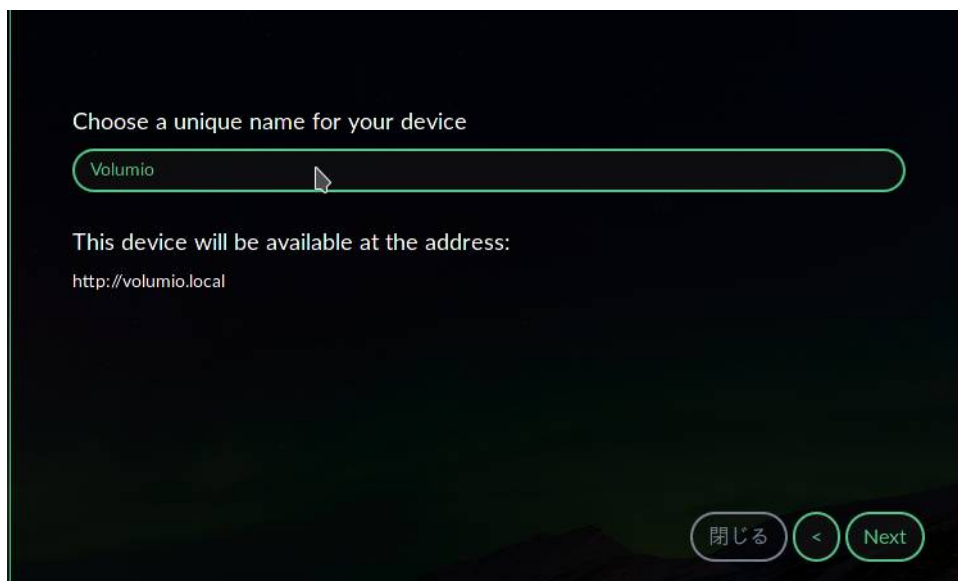 Choose a unique name for your device
Volumio
This device will be available at the address:
http://volumio.local
閉じる < Next